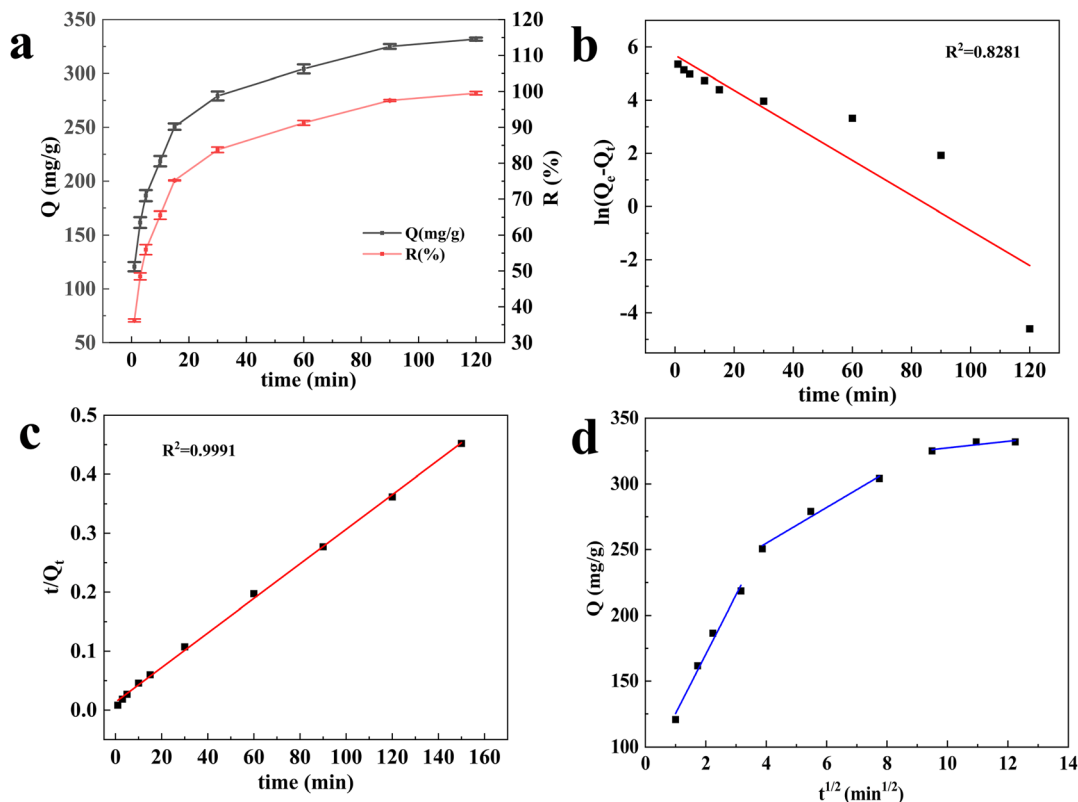 a
Q (mg/g)
350
300
250
200
150
100
50
R (%)
120
110
100
90
80
70
60
50
40
30
Q(mg/g)
R(%)
0 20 40 60 80 100 120
time (min)
b
ln(Qₑ-Qₜ)
6
4
2
0
-2
-4
R²=0.8281
0 20 40 60 80 100 120
time (min)
c
t/Qₜ
0.5
0.4
0.3
0.2
0.1
0.0
R²=0.9991
0 20 40 60 80 100 120 140 160
time (min)
d
Q (mg/g)
350
300
250
200
150
100
0 2 4 6 8 10 12 14
t¹/² (min¹/²)